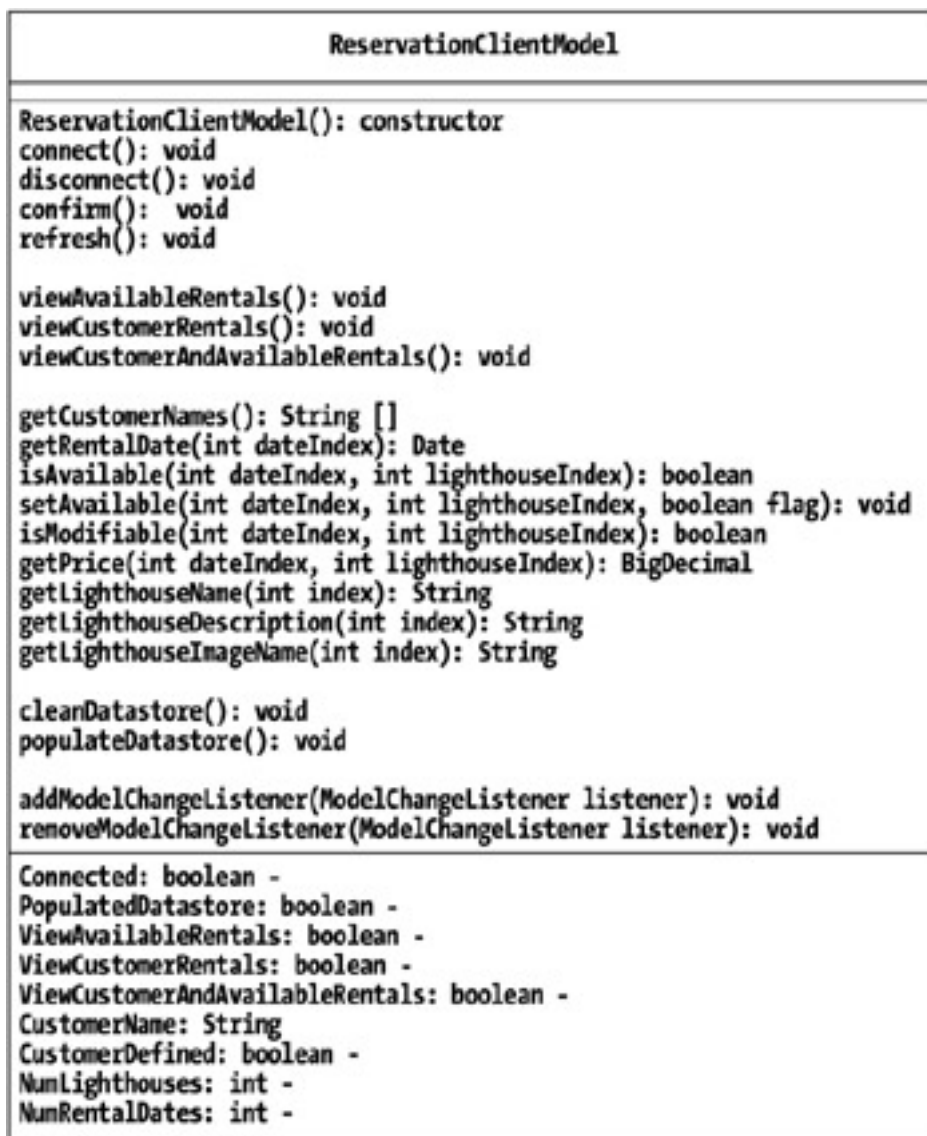 ReservationClientModel
ReservationClientModel(): constructor
connect(): void
disconnect(): void
confirm(): void
refresh(): void
viewAvailableRentals(): void
viewCustomerRentals(): void
viewCustomerAndAvailableRentals(): void
getCustomerNames(): String []
getRentalDate(int dateIndex): Date
isAvailable(int dateIndex, int lighthouseIndex): boolean
setAvailable(int dateIndex, int lighthouseIndex, boolean flag): void
isModifiable(int dateIndex, int lighthouseIndex): boolean
getPrice(int dateIndex, int lighthouseIndex): BigDecimal
getLighthouseName(int index): String
getLighthouseDescription(int index): String
getLighthouseImageName(int index): String
cleanDatastore(): void
populateDatastore(): void
addModelChangeListener(ModelChangeListener listener): void
removeModelChangeListener(ModelChangeListener listener): void
Connected: boolean -
PopulatedDatastore: boolean -
ViewAvailableRentals: boolean -
ViewCustomerRentals: boolean -
ViewCustomerAndAvailableRentals: boolean -
CustomerName: String
CustomerDefined: boolean -
NumLighthouses: int -
NumRentalDates: int -